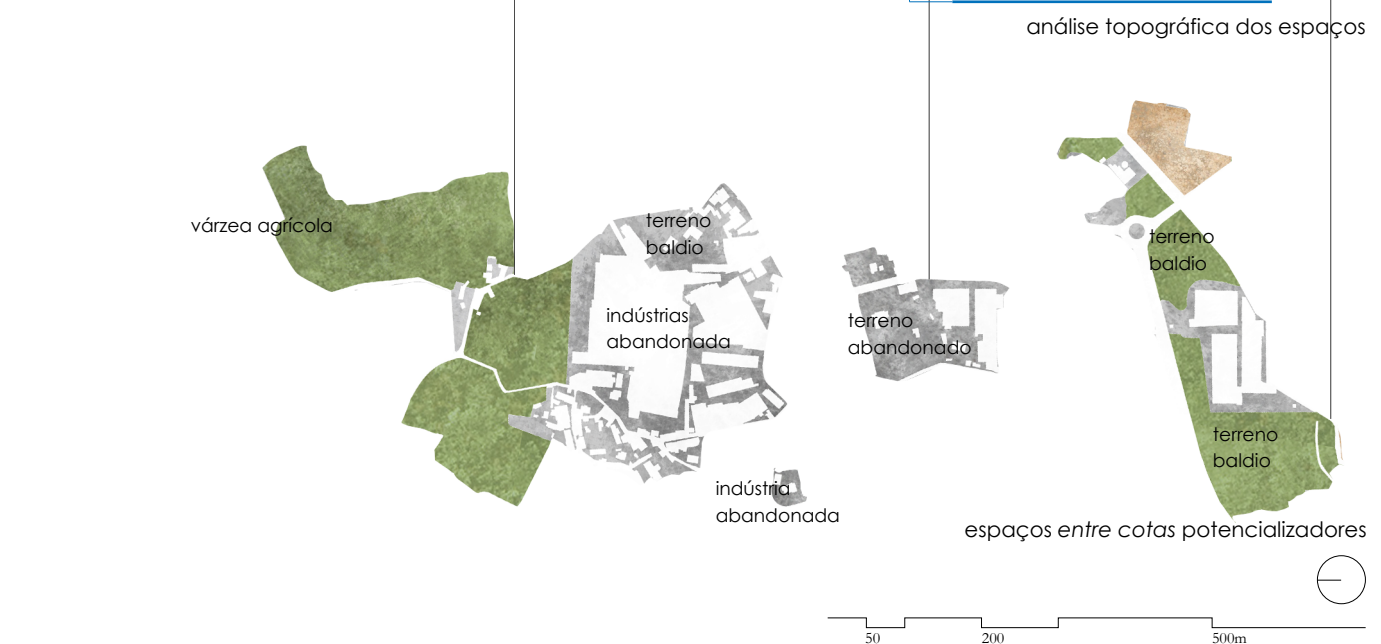 análise topográfica dos espaços
várzea agrícola
terreno
baldio
indústrias
abandonada
terreno
abandonado
terreno
baldio
terreno
baldio
indústria
abandonada
espaços entre cotas potencializadores
50
200
500m